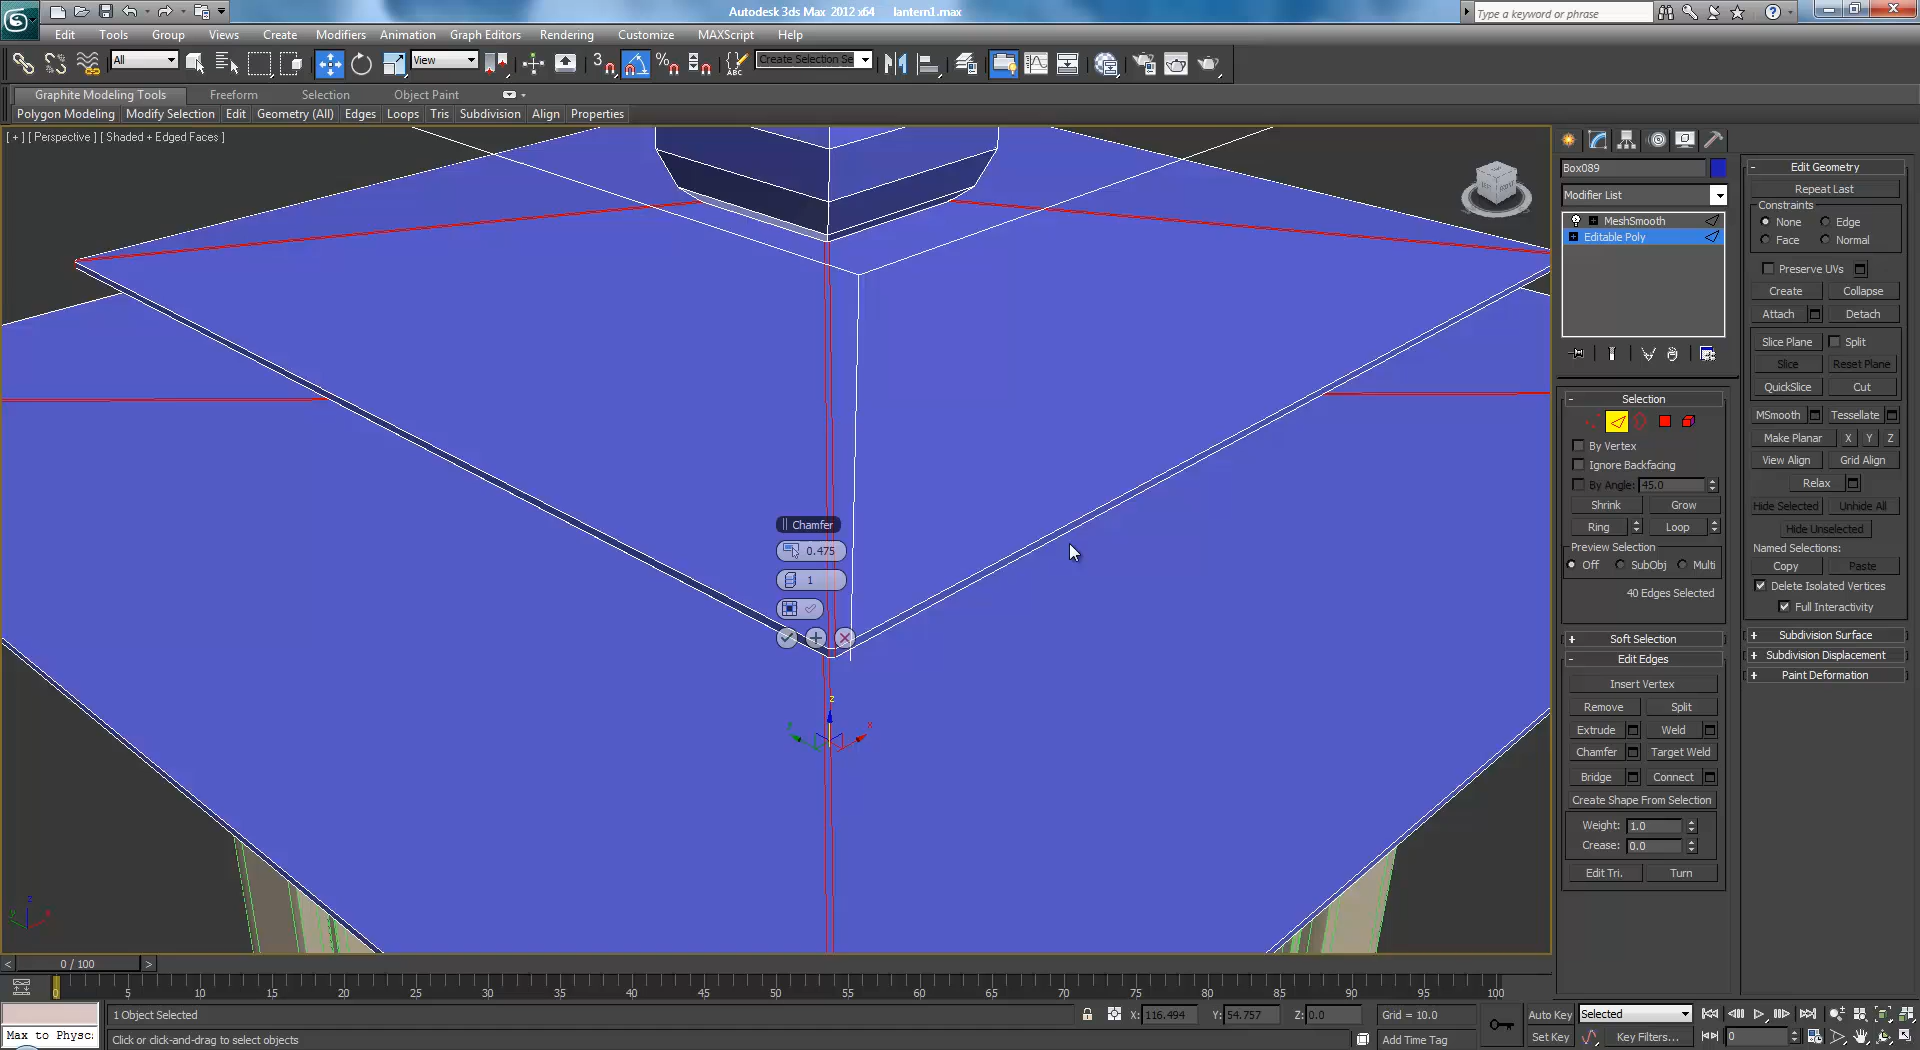 Autodesk 3ds Max 2012 x64 lantern1.max
Type a keyword or phrase
Edit Tools Group Views Create Modifiers Animation Graph Editors Rendering Customize MAXScript Help
All View 3 Create Selection Se
Graphite Modeling Tools Freeform Selection Object Paint
Polygon Modeling Modify Selection Edit Geometry (All) Edges Loops Tris Subdivision Align Properties
[ + ] [ Perspective ] [ Shaded + Edged Faces ]
Chamfer
0.475
1
z
y x
Box089
Modifier List
MeshSmooth
Editable Poly
Selection
By Vertex
Ignore Backfacing
By Angle: 45.0
Shrink Grow
Ring Loop
Preview Selection
Off SubObj Multi
40 Edges Selected
Soft Selection
Edit Edges
Insert Vertex
Remove Split
Extrude Weld
Chamfer Target Weld
Bridge Connect
Create Shape From Selection
Weight: 1.0
Crease: 0.0
Edit Tri. Turn
Edit Geometry
Repeat Last
Constraints
None Edge
Face Normal
Preserve UVs
Create Collapse
Attach Detach
Slice Plane Split
Slice Reset Plane
QuickSlice Cut
MSmooth Tessellate
Make Planar X Y Z
View Align Grid Align
Relax
Hide Selected Unhide All
Hide Unselected
Named Selections:
Copy Paste
Delete Isolated Vertices
Full Interactivity
Subdivision Surface
Subdivision Displacement
Paint Deformation
< 0 / 100 >
0 5 10 15 20 25 30 35 40 45 50 55 60 65 70 75 80 85 90 95 100
1 Object Selected X: 116.494 Y: 54.757 Z: 0.0 Grid = 10.0 Auto Key Selected
Max to Physc: Click or click-and-drag to select objects Add Time Tag Set Key Key Filters... 0